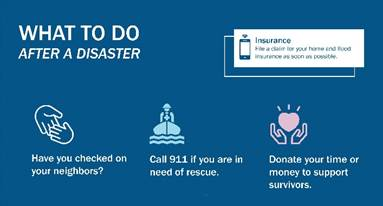 WHAT TO DO
AFTER A DISASTER
Insurance
File a claim for your home and flood
insurance as soon as possible.
Have you checked on
your neighbors?
Call 911 if you are in
need of rescue.
Donate your time or
money to support
survivors.